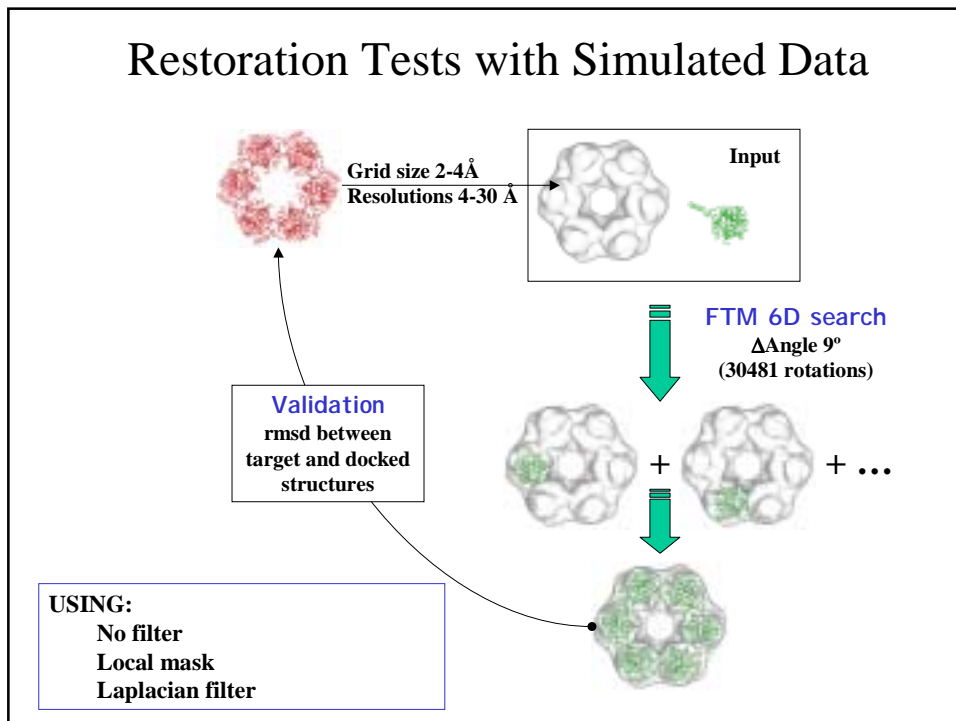 Restoration Tests with Simulated Data
Grid size 2-4Å
Resolutions 4-30 Å
Input
FTM 6D search
ΔAngle 9º
(30481 rotations)
Validation
rmsd between
target and docked
structures
+ + ...
USING:
No filter
Local mask
Laplacian filter